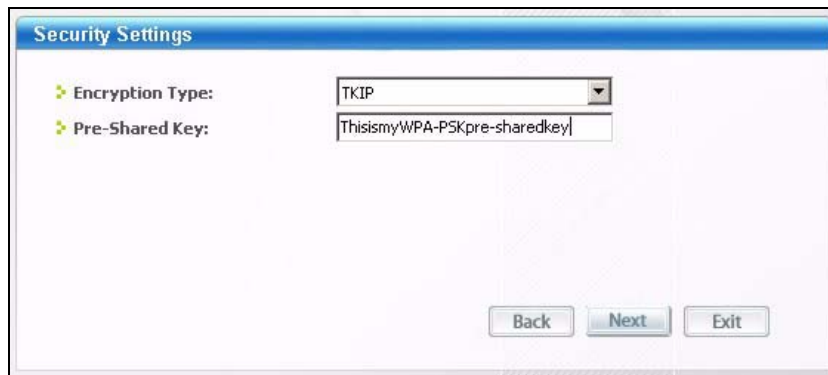 Security Settings
Encryption Type: TKIP
Pre-Shared Key: ThisismyWPA-PSKpre-sharedkey
Back Next Exit